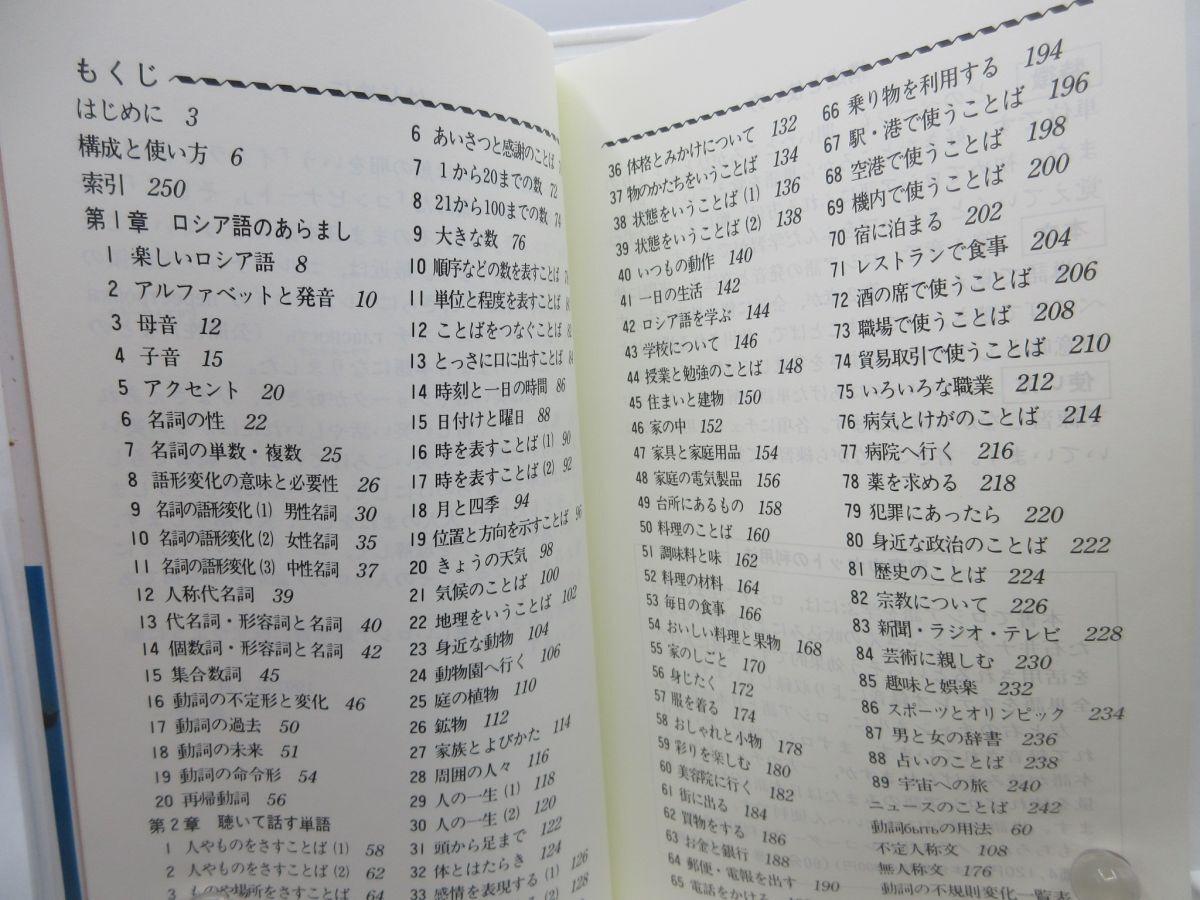 もくじ
はじめに 3
構成と使い方 6
索引 250
第1章 ロシア語のあらまし
1 楽しいロシア語 8
2 アルファベットと発音 10
3 母音 12
4 子音 15
5 アクセント 20
6 名詞の性 22
7 名詞の単数・複数 25
8 語形変化の意味と必要性 26
9 名詞の語形変化(1) 男性名詞 30
10 名詞の語形変化(2) 女性名詞 35
11 名詞の語形変化(3) 中性名詞 37
12 人称代名詞 39
13 代名詞・形容詞と名詞 40
14 個数詞・形容詞と名詞 42
15 集合数詞 45
16 動詞の不定形と変化 46
17 動詞の過去 50
18 動詞の未来 51
19 動詞の命令形 54
20 再帰動詞 56
第2章 聴いて話す単語
1 人やものをさすことば(1) 58
2 人やものをさすことば(2) 62
3 ものや場所をさすことば 64
6 あいさつと感謝のことば
7 1から20までの数 72
8 21から100までの数 74
9 大きな数 76
10 順序などの数を表すことば
11 単位と程度を表すことば
12 ことばをつなぐことば
13 とっさに口に出すことば
14 時刻と一日の時間 86
15 日付けと曜日 88
16 時を表すことば(1) 90
17 時を表すことば(2) 92
18 月と四季 94
19 位置と方向を示すことば 96
20 きょうの天気 98
21 気候のことば 100
22 地理をいうことば 102
23 身近な動物 104
24 動物園へ行く 106
25 庭の植物 110
26 鉱物 112
27 家族とよびかた 114
28 周囲の人々 116
29 人の一生(1) 118
30 人の一生(2) 120
31 頭から足まで 122
32 体とはたらき 124
33 感情を表現する(1) 126
36 体格とみかけについて 132
37 物のかたちをいうことば 134
38 状態をいうことば(1) 136
39 状態をいうことば(2) 138
40 いつもの動作 140
41 一日の生活 142
42 ロシア語を学ぶ 144
43 学校について 146
44 授業と勉強のことば 148
45 住まいと建物 150
46 家の中 152
47 家具と家庭用品 154
48 家庭の電気製品 156
49 台所にあるもの 158
50 料理のことば 160
51 調味料と味 162
52 料理の材料 164
53 毎日の食事 166
54 おいしい料理と果物 168
55 家のしごと 170
56 身じたく 172
57 服を着る 174
58 おしゃれと小物 178
59 彩りを楽しむ 180
60 美容院に行く 182
61 街に出る 184
62 買物をする 186
63 お金と銀行 188
64 郵便・電報を出す 190
65 電話をかける
66 乗り物を利用する 194
67 駅・港で使うことば 196
68 空港で使うことば 198
69 機内で使うことば 200
70 宿に泊まる 202
71 レストランで食事 204
72 酒の席で使うことば 206
73 職場で使うことば 208
74 貿易取引で使うことば 210
75 いろいろな職業 212
76 病気とけがのことば 214
77 病院へ行く 216
78 薬を求める 218
79 犯罪にあったら 220
80 身近な政治のことば 222
81 歴史のことば 224
82 宗教について 226
83 新聞・ラジオ・テレビ 228
84 芸術に親しむ 230
85 趣味と娯楽 232
86 スポーツとオリンピック 234
87 男と女の辞書 236
88 占いのことば 238
89 宇宙への旅 240
ニュースのことば 242
動詞бытьの用法 60
不定人称文 108
無人称文 176
動詞の不規則変化一覧表